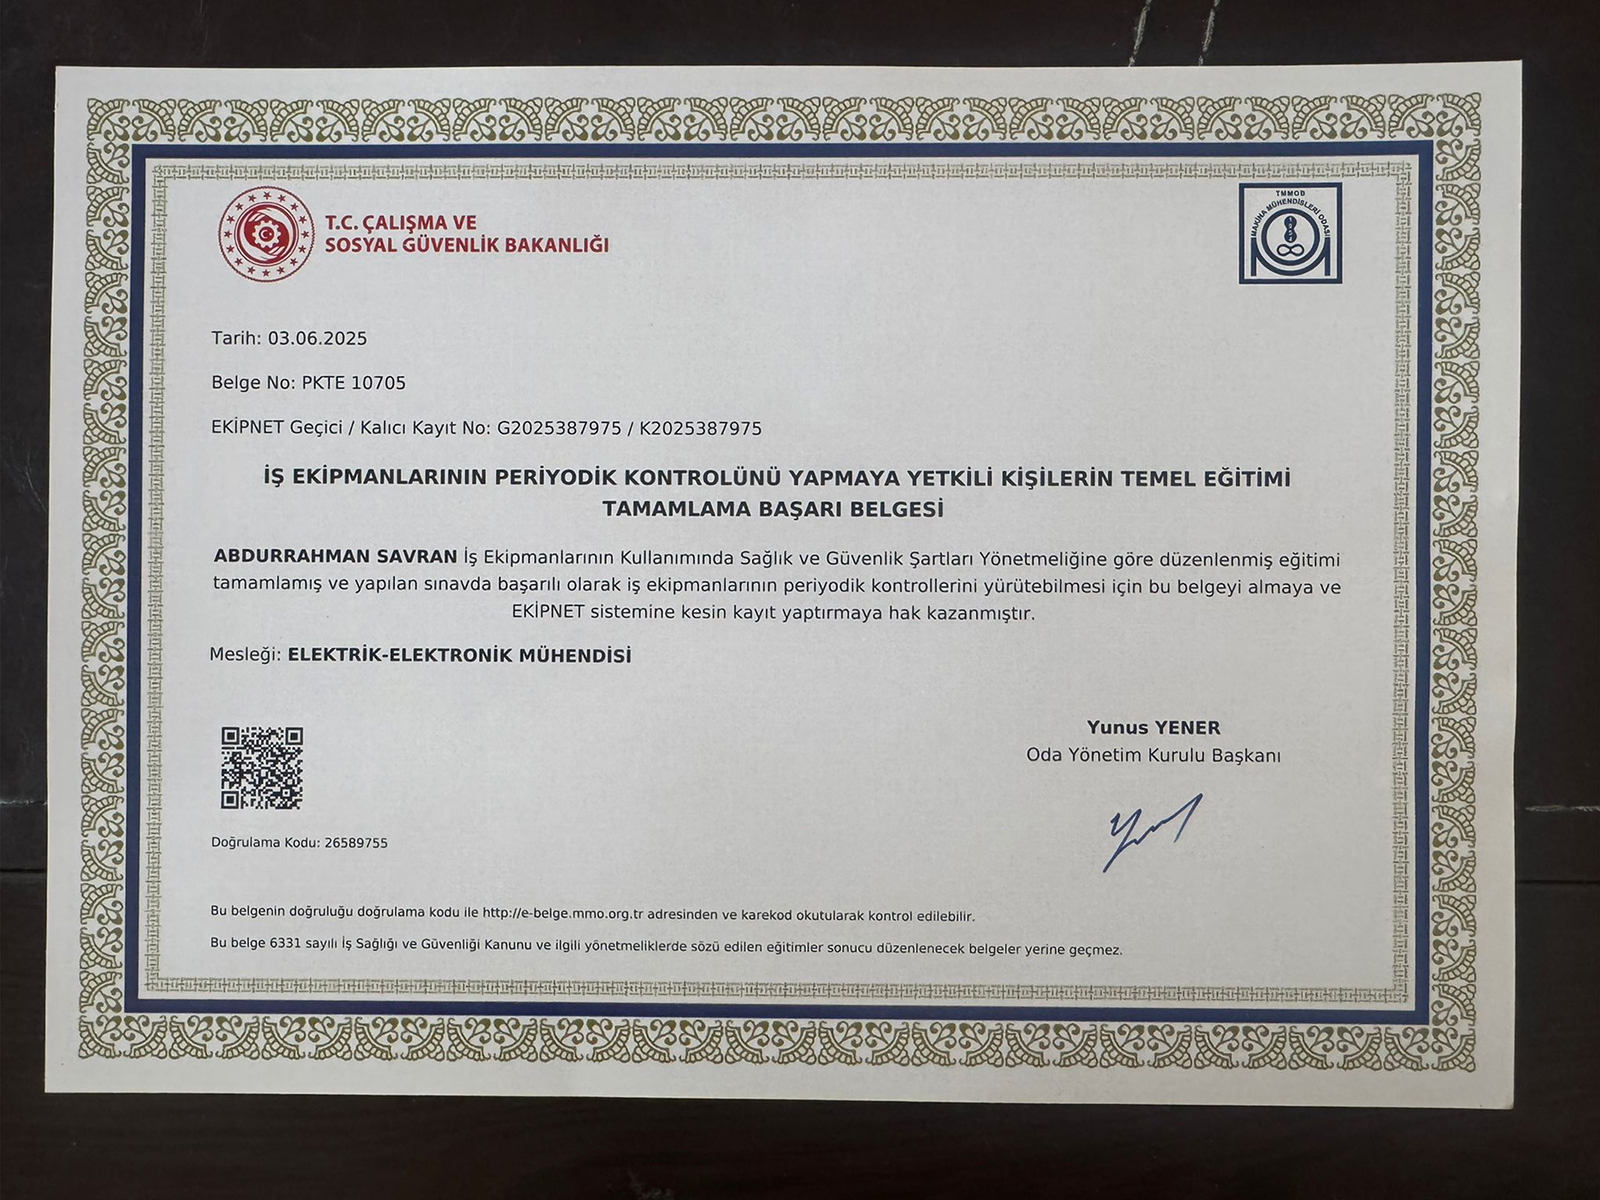 T.C. ÇALIŞMA VE
SOSYAL GÜVENLİK BAKANLIĞI
TMMOB
MAKİNA MÜHENDİSLERİ ODASI
Tarih: 03.06.2025
Belge No: PKTE 10705
EKİPNET Geçici / Kalıcı Kayıt No: G2025387975 / K2025387975
İŞ EKİPMANLARININ PERİYODİK KONTROLÜNÜ YAPMAYA YETKİLİ KİŞİLERİN TEMEL EĞİTİMİ
TAMAMLAMA BAŞARI BELGESİ
ABDURRAHMAN SAVRAN İş Ekipmanlarının Kullanımında Sağlık ve Güvenlik Şartları Yönetmeliğine göre düzenlenmiş eğitimi
tamamlamış ve yapılan sınavda başarılı olarak iş ekipmanlarının periyodik kontrollerini yürütebilmesi için bu belgeyi almaya ve
EKİPNET sistemine kesin kayıt yaptırmaya hak kazanmıştır.
Mesleği: ELEKTRİK-ELEKTRONİK MÜHENDİSİ
Yunus YENER
Oda Yönetim Kurulu Başkanı
Doğrulama Kodu: 26589755
Bu belgenin doğruluğu doğrulama kodu ile http://e-belge.mmo.org.tr adresinden ve karekod okutularak kontrol edilebilir.
Bu belge 6331 sayılı İş Sağlığı ve Güvenliği Kanunu ve ilgili yönetmeliklerde sözü edilen eğitimler sonucu düzenlenecek belgeler yerine geçmez.